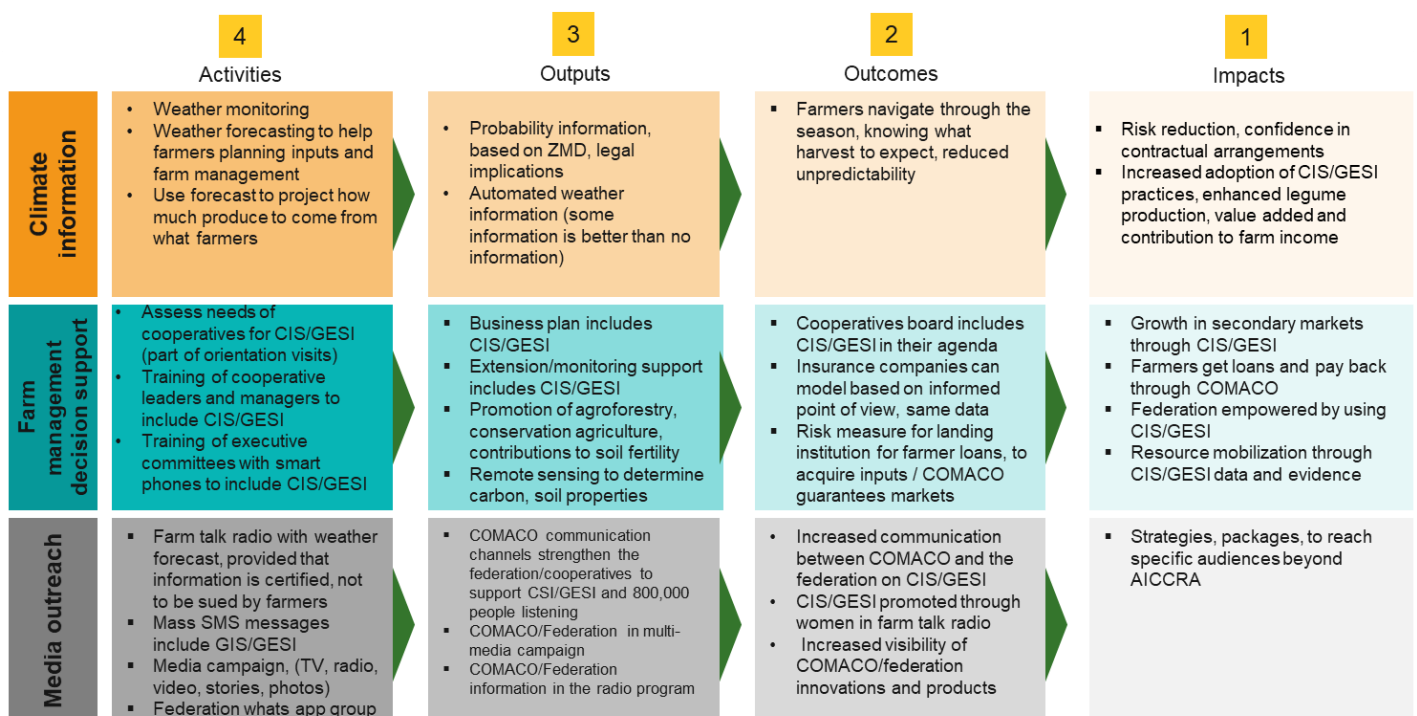 4
Activities
3
Outputs
2
Outcomes
1
Impacts
Climate
information
• Weather monitoring
• Weather forecasting to help
farmers planning inputs and
farm management
• Use forecast to project how
much produce to come from
what farmers
• Probability information,
based on ZMD, legal
implications
• Automated weather
information (some
information is better than no
information)
▪ Farmers navigate through the
season, knowing what
harvest to expect, reduced
unpredictability
▪ Risk reduction, confidence in
contractual arrangements
▪ Increased adoption of CIS/GESI
practices, enhanced legume
production, value added and
contribution to farm income
Farm
management
decision support
• Assess needs of
cooperatives for CIS/GESI
(part of orientation visits)
• Training of cooperative
leaders and managers to
include CIS/GESI
• Training of executive
committees with smart
phones to include CIS/GESI
▪ Business plan includes
CIS/GESI
▪ Extension/monitoring support
includes CIS/GESI
▪ Promotion of agroforestry,
conservation agriculture,
contributions to soil fertility
▪ Remote sensing to determine
carbon, soil properties
▪ Cooperatives board includes
CIS/GESI in their agenda
▪ Insurance companies can
model based on informed
point of view, same data
▪ Risk measure for landing
institution for farmer loans, to
acquire inputs / COMACO
guarantees markets
▪ Growth in secondary markets
through CIS/GESI
▪ Farmers get loans and pay back
through COMACO
▪ Federation empowered by using
CIS/GESI
▪ Resource mobilization through
CIS/GESI data and evidence
Media outreach
▪ Farm talk radio with weather
forecast, provided that
information is certified, not
to be sued by farmers
▪ Mass SMS messages
include GIS/GESI
▪ Media campaign, (TV, radio,
video, stories, photos)
▪ Federation whats app group
▪ COMACO communication
channels strengthen the
federation/cooperatives to
support CSI/GESI and 800,000
people listening
▪ COMACO/Federation in multi-
media campaign
▪ COMACO/Federation
information in the radio program
• Increased communication
between COMACO and the
federation on CIS/GESI
• CIS/GESI promoted through
women in farm talk radio
• Increased visibility of
COMACO/federation
innovations and products
▪ Strategies, packages, to reach
specific audiences beyond
AICCRA